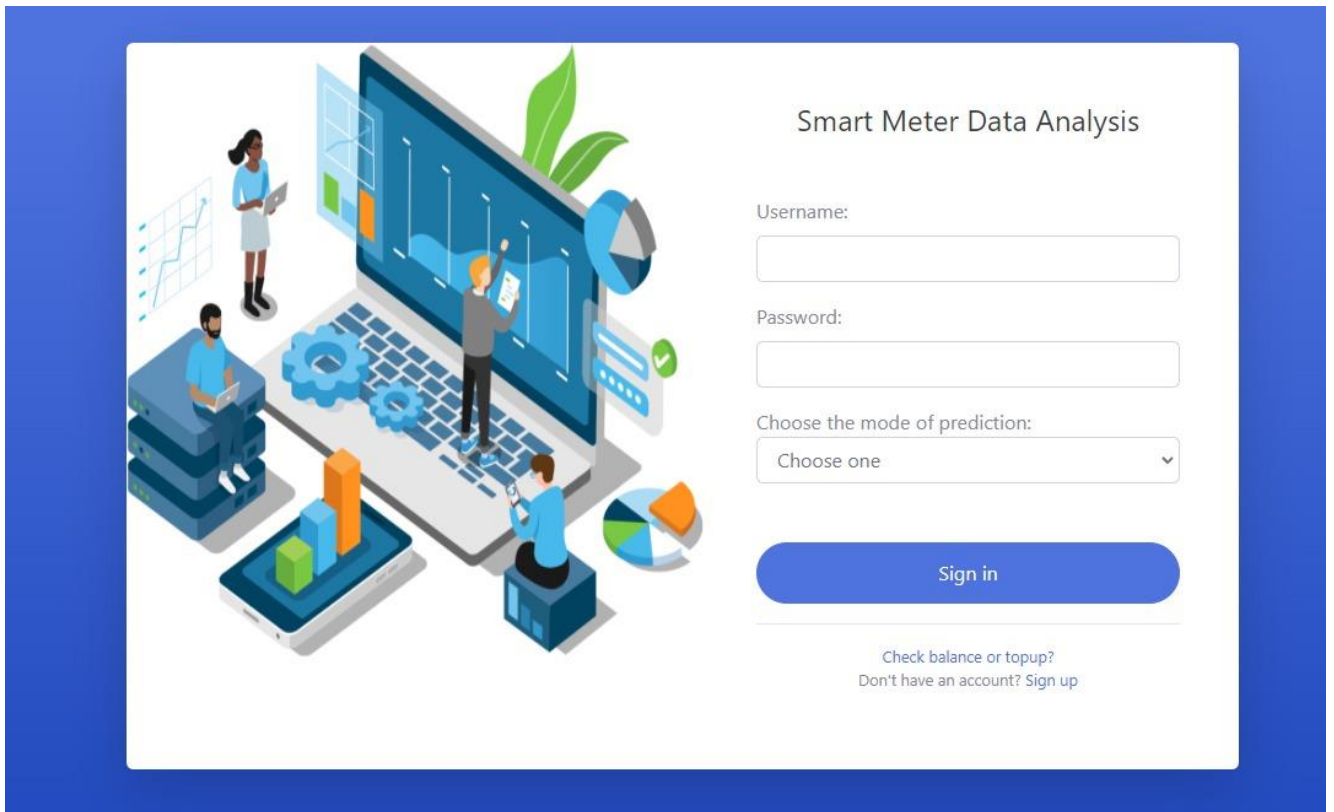 Smart Meter Data Analysis
Username:
Password:
Choose the mode of prediction:
Choose one
Sign in
Check balance or topup?
Don't have an account? Sign up